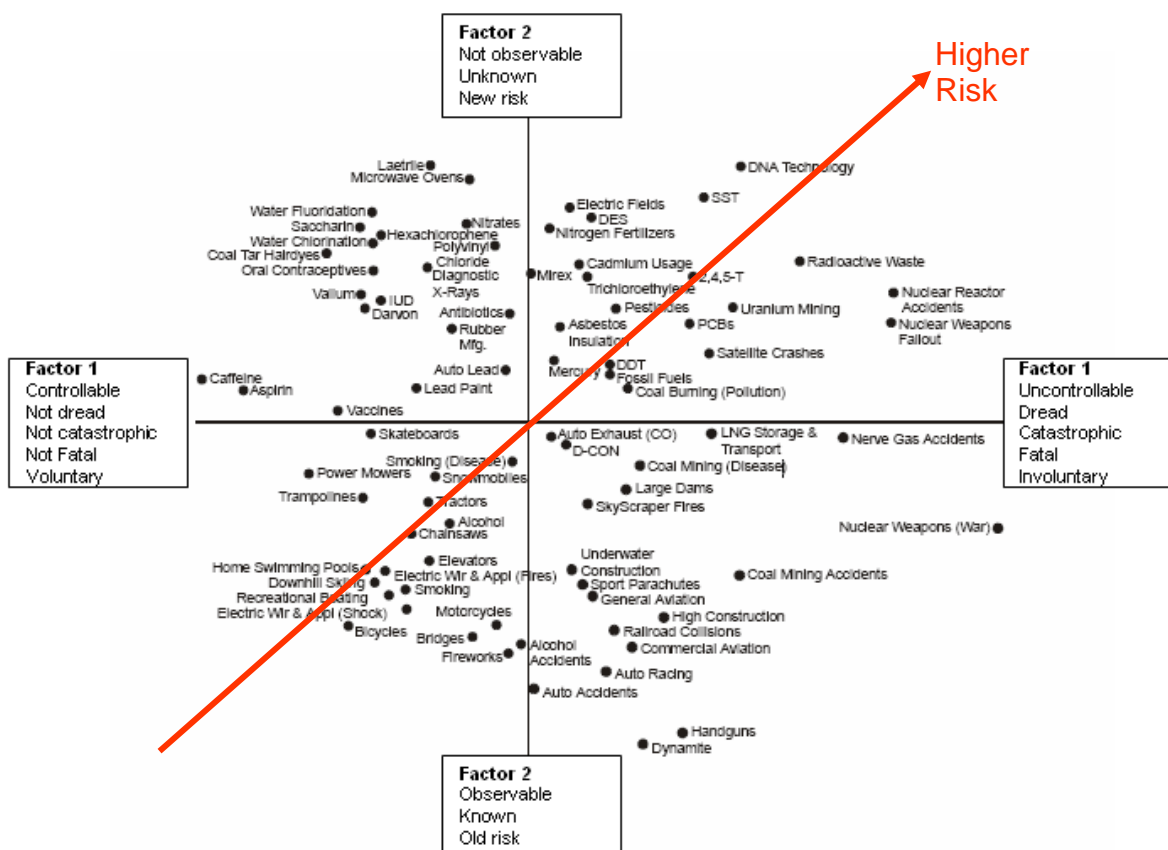 Factor 2
Not observable
Unknown
New risk
Higher
Risk
Laetrile
Microwave Ovens
DNA Technology
SST
Water Fluoridation
Saccharin
Water Chlorination
Coal Tar Hairdyes
Oral Contraceptives
Nitrates
Hexachlorophene
Polyvinyl
Chloride
Diagnostic
X-Rays
Electric Fields
DES
Nitrogen Fertilizers
Mirex
Cadmium Usage
Trichloroethylene
2,4,5-T
Radioactive Waste
Valium
IUD
Darvon
Antibiotics
Rubber
Mfg.
Pesticides
Asbestos
Insulation
PCBs
Uranium Mining
Nuclear Reactor
Accidents
Nuclear Weapons
Fallout
Satellite Crashes
Auto Lead
Lead Paint
Mercury
DDT
Fossil Fuels
Coal Burning (Pollution)
Factor 1
Controllable
Not dread
Not catastrophic
Not Fatal
Voluntary
Caffeine
Aspirin
Vaccines
Factor 1
Uncontrollable
Dread
Catastrophic
Fatal
Involuntary
Skateboards
Smoking (Disease)
Power Mowers
Snowmobiles
Trampolines
Tractors
Alcohol
Chainsaws
Auto Exhaust (CO)
D-CON
LNG Storage &
Transport
Nerve Gas Accidents
Coal Mining (Disease)
Large Dams
SkyScraper Fires
Nuclear Weapons (War)
Elevators
Home Swimming Pools
Electric Wir & Appl (Fires)
Downhill Skiing
Smoking
Recreational Boating
Electric Wir & Appl (Shock)
Motorcycles
Bicycles
Bridges
Fireworks
Alcohol
Accidents
Underwater
Construction
Sport Parachutes
General Aviation
Coal Mining Accidents
High Construction
Railroad Collisions
Commercial Aviation
Auto Racing
Auto Accidents
Handguns
Dynamite
Factor 2
Observable
Known
Old risk